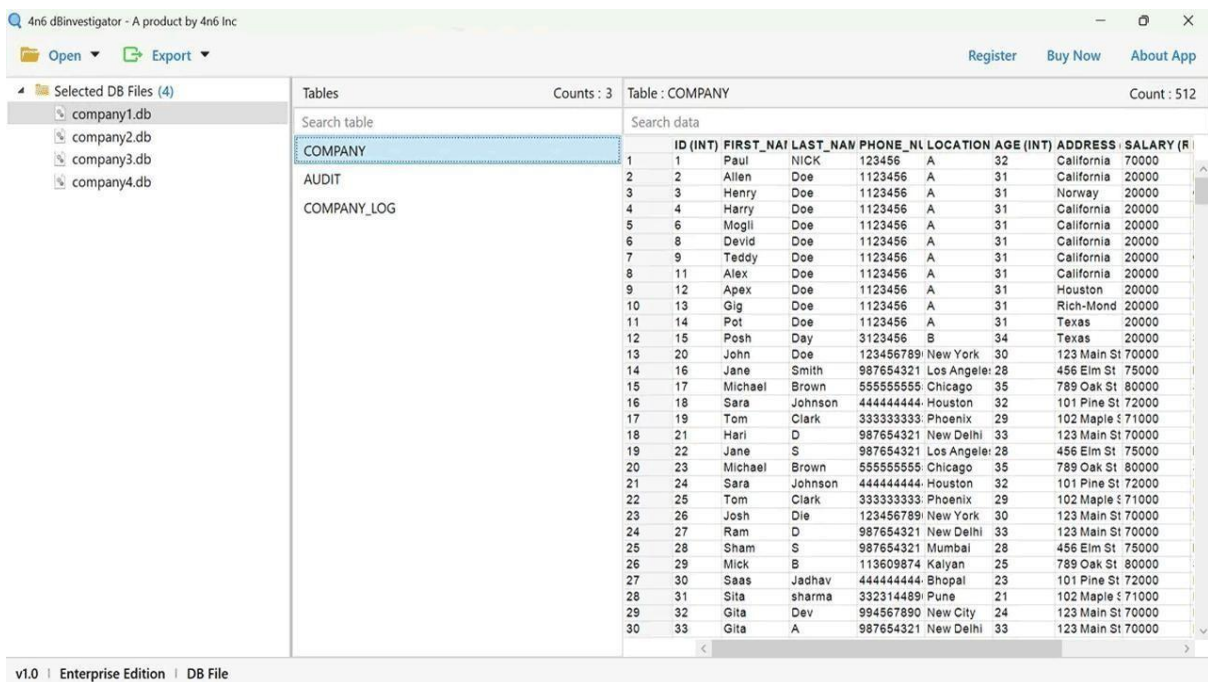 4n6 dBinvestigator - A product by 4n6 Inc
Open Export Register Buy Now About App
Selected DB Files (4)
company1.db
company2.db
company3.db
company4.db
Tables Counts : 3
Search table
COMPANY
AUDIT
COMPANY_LOG
Table : COMPANY Count : 512
Search data
ID (INT) FIRST_NAI LAST_NAM PHONE_NU LOCATION AGE (INT) ADDRESS SALARY (R
1 1 Paul NICK 123456 A 32 California 70000
2 2 Allen Doe 1123456 A 31 California 20000
3 3 Henry Doe 1123456 A 31 Norway 20000
4 4 Harry Doe 1123456 A 31 California 20000
5 6 Mogli Doe 1123456 A 31 California 20000
6 8 Devid Doe 1123456 A 31 California 20000
7 9 Teddy Doe 1123456 A 31 California 20000
8 11 Alex Doe 1123456 A 31 California 20000
9 12 Apex Doe 1123456 A 31 Houston 20000
10 13 Gig Doe 1123456 A 31 Rich-Mond 20000
11 14 Pot Doe 1123456 A 31 Texas 20000
12 15 Posh Day 3123456 B 34 Texas 20000
13 20 John Doe 123456789 New York 30 123 Main St 70000
14 16 Jane Smith 987654321 Los Angele 28 456 Elm St 75000
15 17 Michael Brown 555555555 Chicago 35 789 Oak St 80000
16 18 Sara Johnson 444444444 Houston 32 101 Pine St 72000
17 19 Tom Clark 333333333 Phoenix 29 102 Maple S 71000
18 21 Hari D 987654321 New Delhi 33 123 Main St 70000
19 22 Jane S 987654321 Los Angele 28 456 Elm St 75000
20 23 Michael Brown 555555555 Chicago 35 789 Oak St 80000
21 24 Sara Johnson 444444444 Houston 32 101 Pine St 72000
22 25 Tom Clark 333333333 Phoenix 29 102 Maple S 71000
23 26 Josh Die 123456789 New York 30 123 Main St 70000
24 27 Ram D 987654321 New Delhi 33 123 Main St 70000
25 28 Sham S 987654321 Mumbai 28 456 Elm St 75000
26 29 Mick B 113609874 Kalyan 25 789 Oak St 80000
27 30 Saas Jadhav 444444444 Bhopal 23 101 Pine St 72000
28 31 Sita sharma 332314489 Pune 21 102 Maple S 71000
29 32 Gita Dev 994567890 New City 24 123 Main St 70000
30 33 Gita A 987654321 New Delhi 33 123 Main St 70000
v1.0 Enterprise Edition DB File